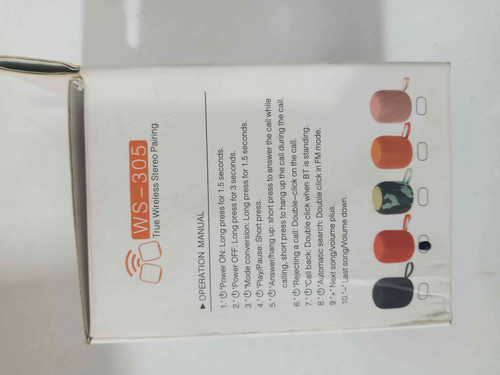 WS-305
True Wireless Stereo Pairing
▶ OPERATION MANUAL
1."⏻"Power ON: Long press for 1.5 seconds.
2."⏻"Power OFF: Long press for 3 seconds.
3."⏻"Mode conversion: Long press for 1.5 seconds.
4."⏻"Play/Pause: Short press.
5."⏻"Answer/hang up: short press to answer the call while
calling, short press to hang up the call during the call.
6."⏻"Rejecting a call: Double-click on the call.
7."⏻"Call back: Double click when BT is standing.
8."⏻"Automatic search: Double click in FM mode.
9."+" Next song/volume plus.
10."-" Last song/Volume down.